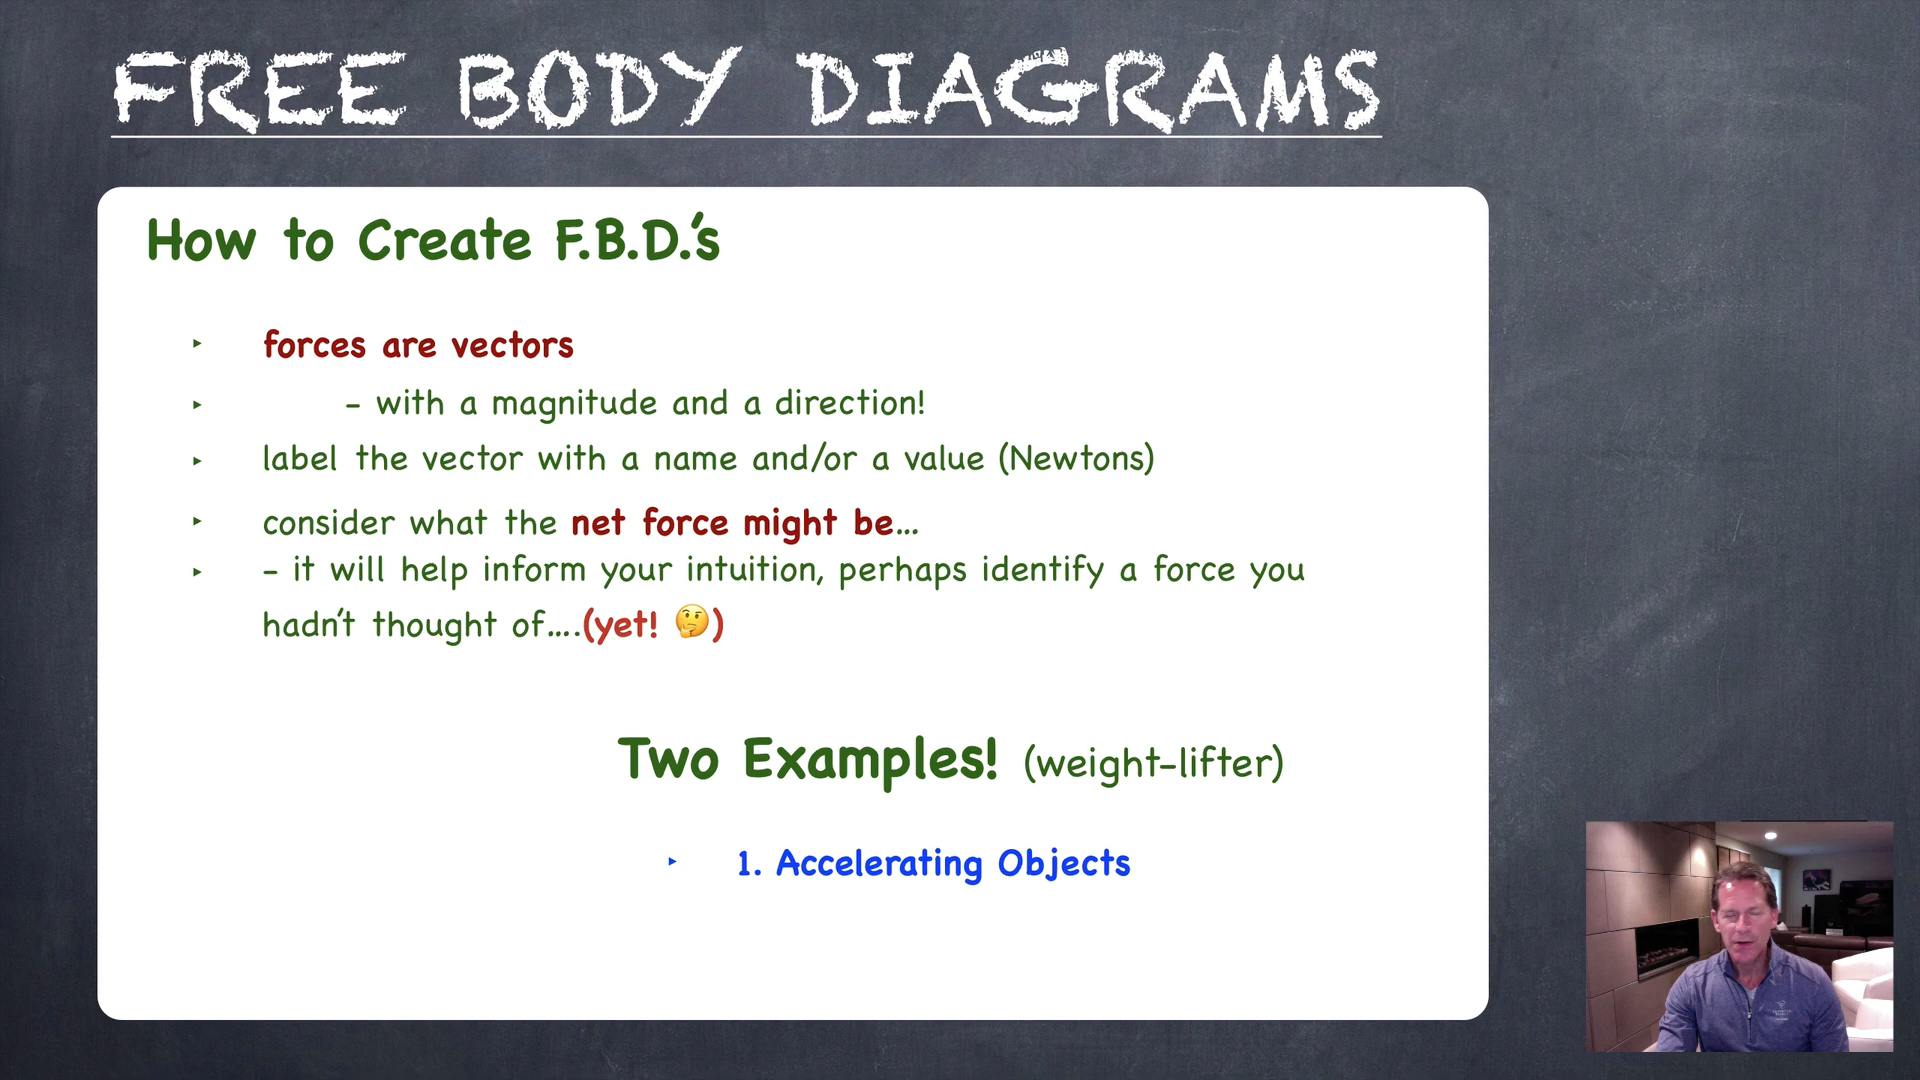 FREE BODY DIAGRAMS
How to Create F.B.D.'s
‣ forces are vectors
‣ - with a magnitude and a direction!
‣ label the vector with a name and/or a value (Newtons)
‣ consider what the net force might be...
‣ - it will help inform your intuition, perhaps identify a force you
hadn't thought of....(yet! 🤔)
Two Examples! (weight-lifter)
‣ 1. Accelerating Objects